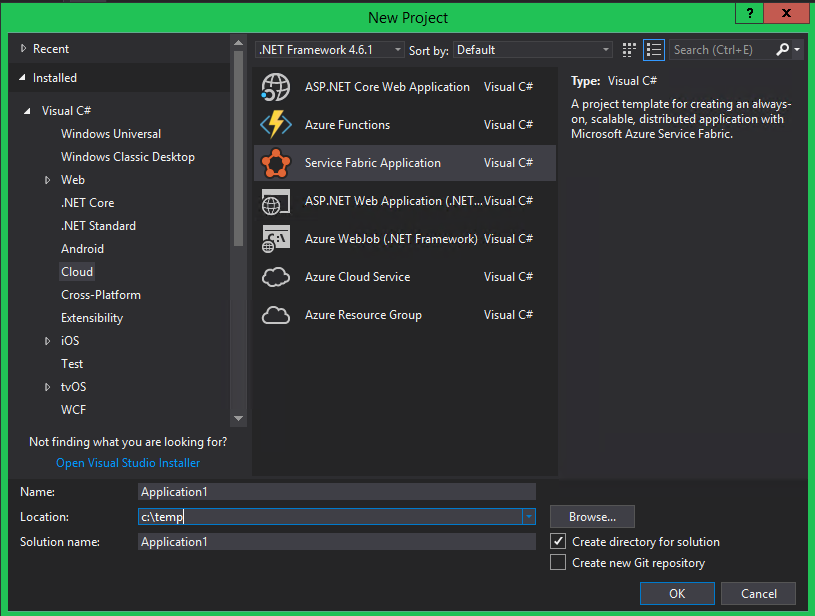 New Project
?
x
Recent
Installed
Visual C#
Windows Universal
Windows Classic Desktop
Web
.NET Core
.NET Standard
Android
Cloud
Cross-Platform
Extensibility
iOS
Test
tvOS
WCF
Not finding what you are looking for?
Open Visual Studio Installer
.NET Framework 4.6.1
Sort by:
Default
Search (Ctrl+E)
ASP.NET Core Web Application Visual C#
Azure Functions Visual C#
Service Fabric Application Visual C#
ASP.NET Web Application (.NET... Visual C#
Azure WebJob (.NET Framework) Visual C#
Azure Cloud Service Visual C#
Azure Resource Group Visual C#
Type: Visual C#
A project template for creating an always-
on, scalable, distributed application with
Microsoft Azure Service Fabric.
Name: Application1
Location: c:\temp
Browse...
Solution name: Application1
Create directory for solution
Create new Git repository
OK
Cancel